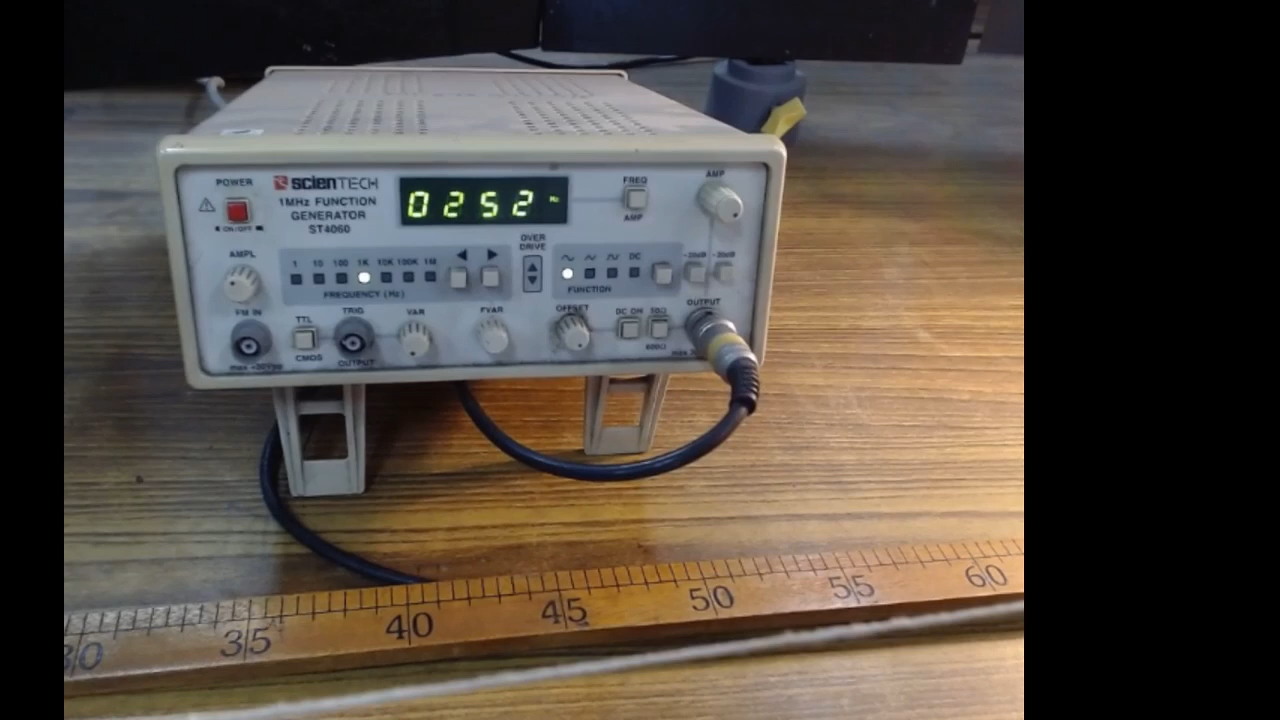 POWER
SCIENTECH
1MHz FUNCTION
GENERATOR
ST4060
0252 Hz
FREQ
AMP
AMP
ON/OFF
AMPL
1 10 100 1K 10K 100K 1M
FREQUENCY (Hz)
OVER
DRIVE
DC
-20dB
FUNCTION
FM IN
TTL
CMOS
TRIG
OUTPUT
VAR
FVAR
OFFSET
DC ON
600Ω
OUTPUT
30 35 40 45 50 55 60